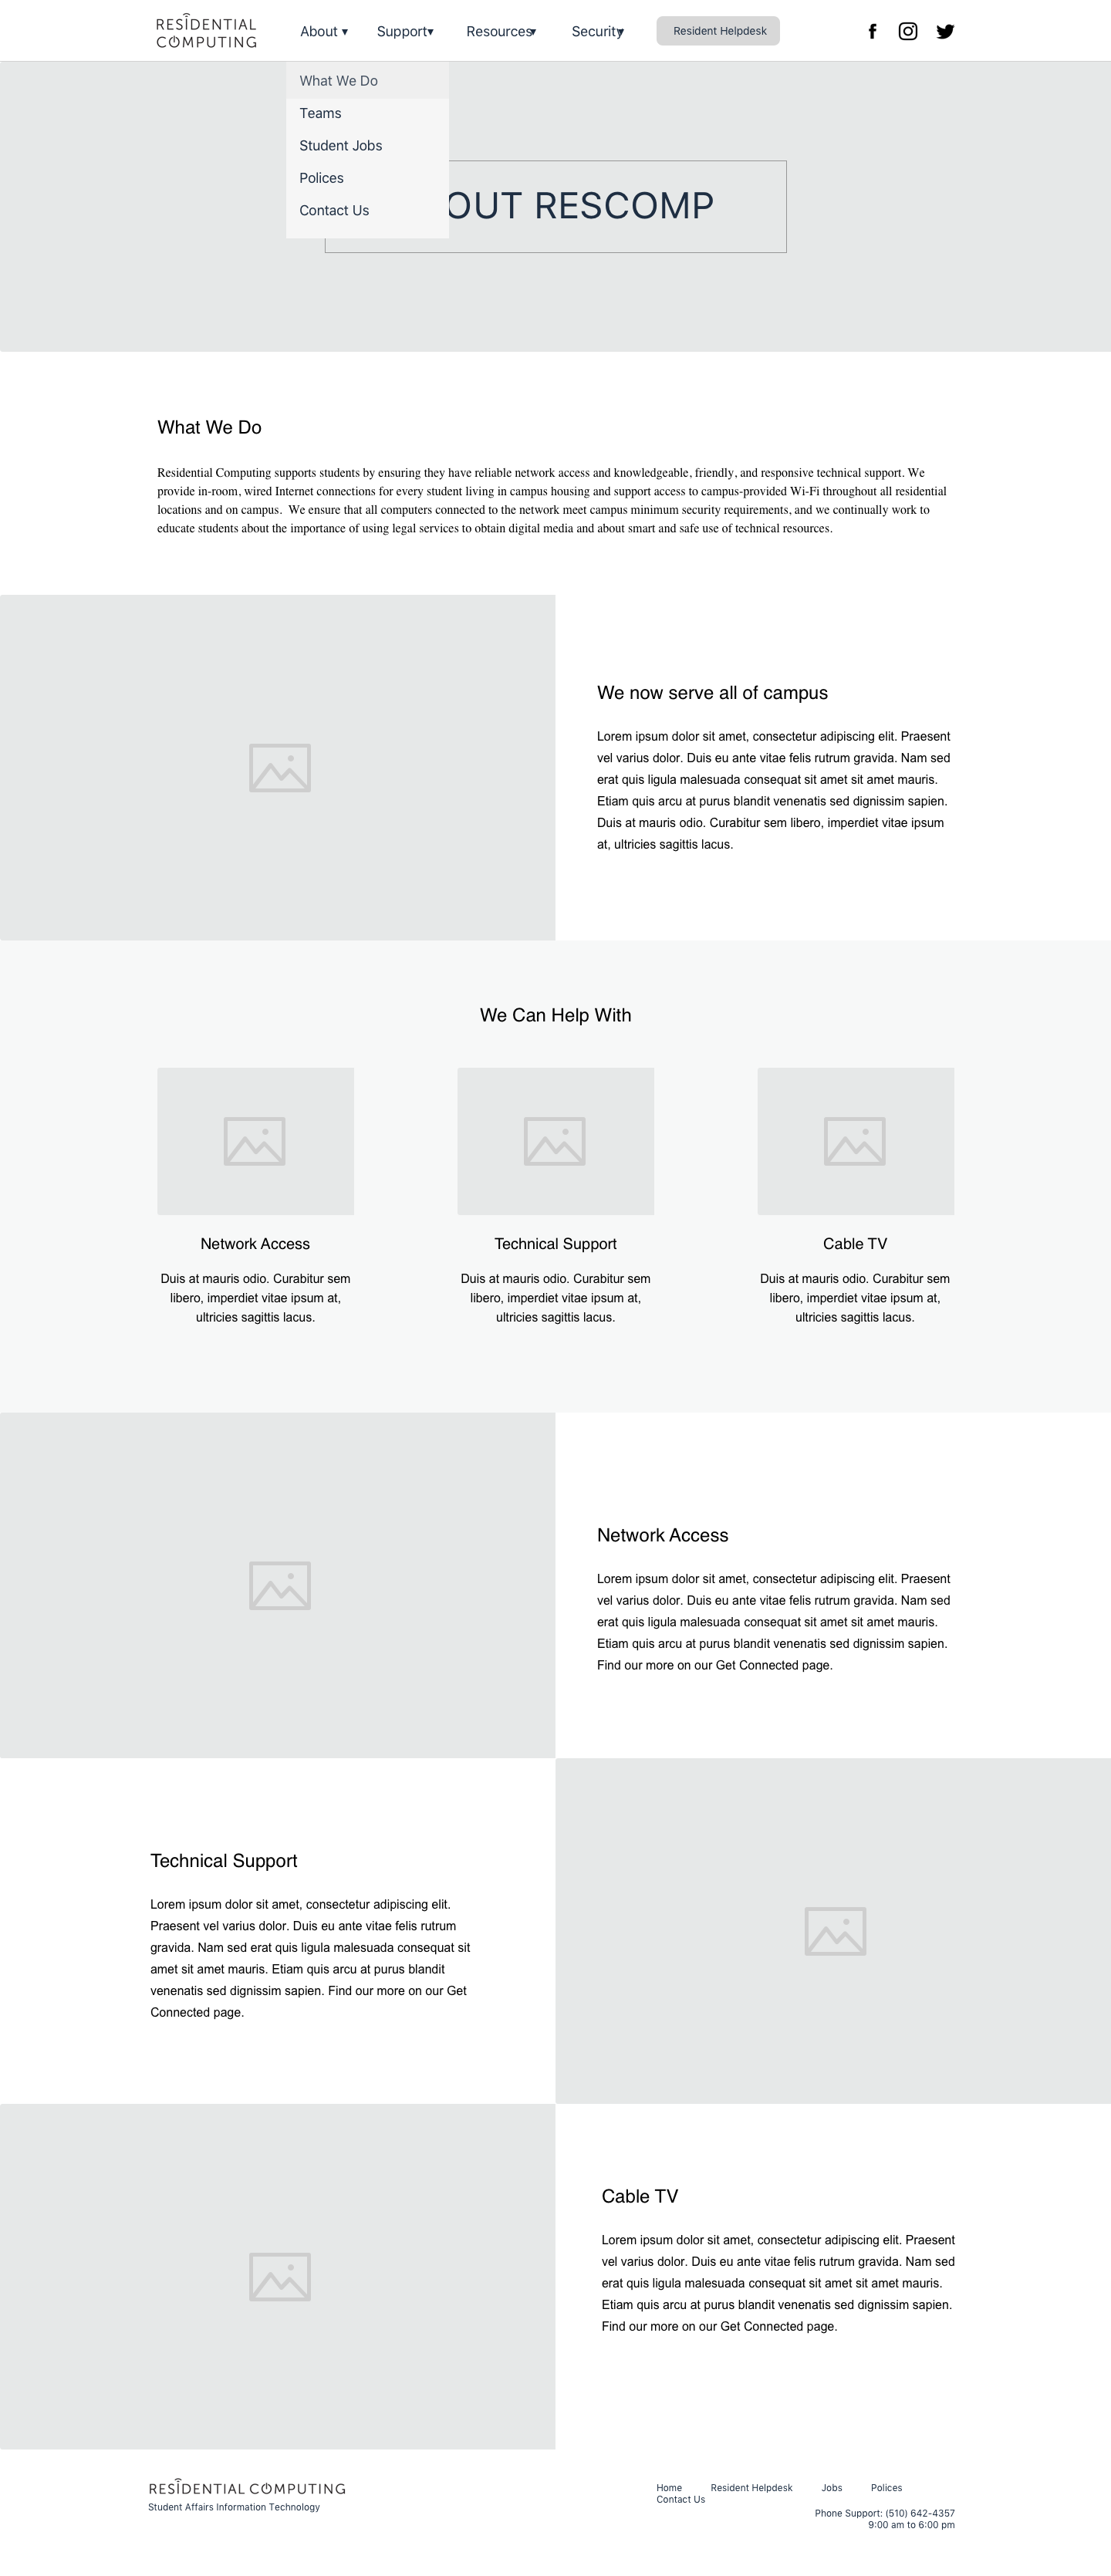 RESIDENTIAL
COMPUTING
About ▾ Support▾ Resources▾ Security▾ Resident Helpdesk
What We Do
Teams
Student Jobs
Polices
Contact Us
OUT RESCOMP
What We Do
Residential Computing supports students by ensuring they have reliable network access and knowledgeable, friendly, and responsive technical support. We
provide in-room, wired Internet connections for every student living in campus housing and support access to campus-provided Wi-Fi throughout all residential
locations and on campus.  We ensure that all computers connected to the network meet campus minimum security requirements, and we continually work to
educate students about the importance of using legal services to obtain digital media and about smart and safe use of technical resources.
We now serve all of campus
Lorem ipsum dolor sit amet, consectetur adipiscing elit. Praesent
vel varius dolor. Duis eu ante vitae felis rutrum gravida. Nam sed
erat quis ligula malesuada consequat sit amet sit amet mauris.
Etiam quis arcu at purus blandit venenatis sed dignissim sapien.
Duis at mauris odio. Curabitur sem libero, imperdiet vitae ipsum
at, ultricies sagittis lacus.
We Can Help With
Network Access
Duis at mauris odio. Curabitur sem
libero, imperdiet vitae ipsum at,
ultricies sagittis lacus.
Technical Support
Duis at mauris odio. Curabitur sem
libero, imperdiet vitae ipsum at,
ultricies sagittis lacus.
Cable TV
Duis at mauris odio. Curabitur sem
libero, imperdiet vitae ipsum at,
ultricies sagittis lacus.
Network Access
Lorem ipsum dolor sit amet, consectetur adipiscing elit. Praesent
vel varius dolor. Duis eu ante vitae felis rutrum gravida. Nam sed
erat quis ligula malesuada consequat sit amet sit amet mauris.
Etiam quis arcu at purus blandit venenatis sed dignissim sapien.
Find our more on our Get Connected page.
Technical Support
Lorem ipsum dolor sit amet, consectetur adipiscing elit.
Praesent vel varius dolor. Duis eu ante vitae felis rutrum
gravida. Nam sed erat quis ligula malesuada consequat sit
amet sit amet mauris. Etiam quis arcu at purus blandit
venenatis sed dignissim sapien. Find our more on our Get
Connected page.
Cable TV
Lorem ipsum dolor sit amet, consectetur adipiscing elit. Praesent
vel varius dolor. Duis eu ante vitae felis rutrum gravida. Nam sed
erat quis ligula malesuada consequat sit amet sit amet mauris.
Etiam quis arcu at purus blandit venenatis sed dignissim sapien.
Find our more on our Get Connected page.
RESIDENTIAL COMPUTING
Student Affairs Information Technology
Home Resident Helpdesk Jobs Polices
Contact Us
Phone Support: (510) 642-4357
9:00 am to 6:00 pm